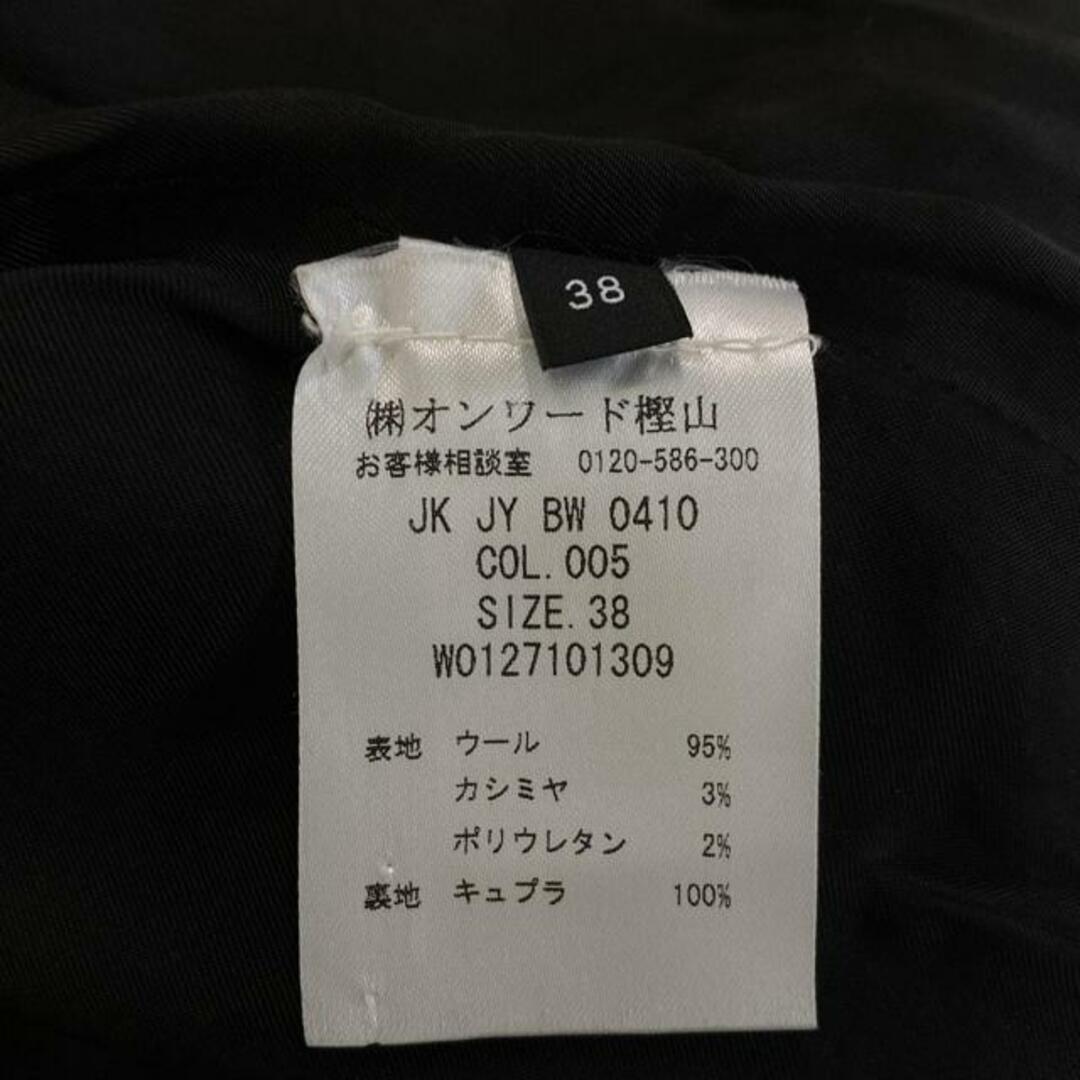 38
㈱オンワード樫山
お客様相談室 0120-586-300
JK JY BW 0410
COL.005
SIZE.38
WO127101309
表地 ウール 95%
カシミヤ 3%
ポリウレタン 2%
裏地 キュプラ 100%